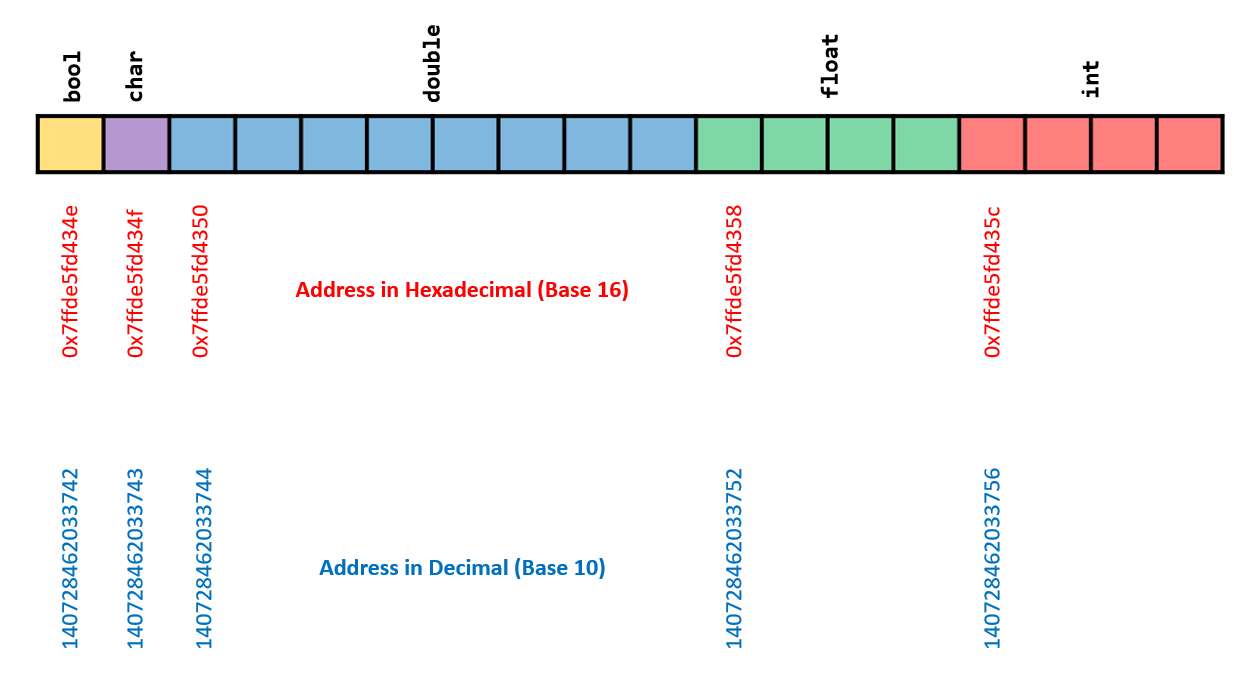 bool
char
double
float
int
0x7ffde5fd434e
0x7ffde5fd434f
0x7ffde5fd4350
Address in Hexadecimal (Base 16)
0x7ffde5fd4358
0x7ffde5fd435c
140728462033742
140728462033743
140728462033744
Address in Decimal (Base 10)
140728462033752
140728462033756